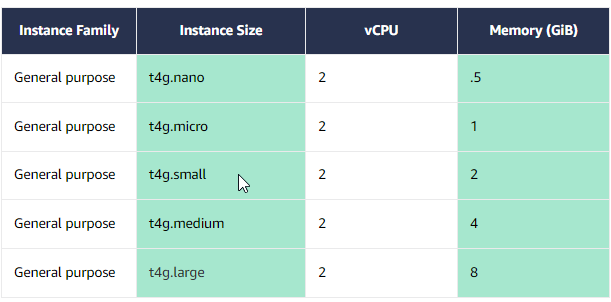 Instance Family Instance Size vCPU Memory (GiB)
General purpose t4g.nano 2 .5
General purpose t4g.micro 2 1
General purpose t4g.small 2 2
General purpose t4g.medium 2 4
General purpose t4g.large 2 8